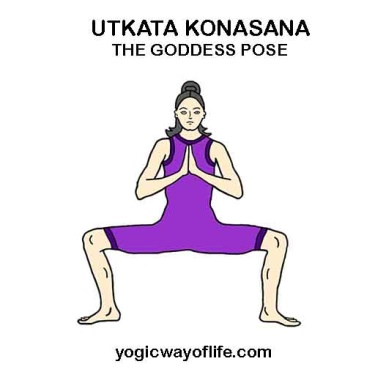 UTKATA KONASANA
THE GODDESS POSE
yogicwayoflife.com